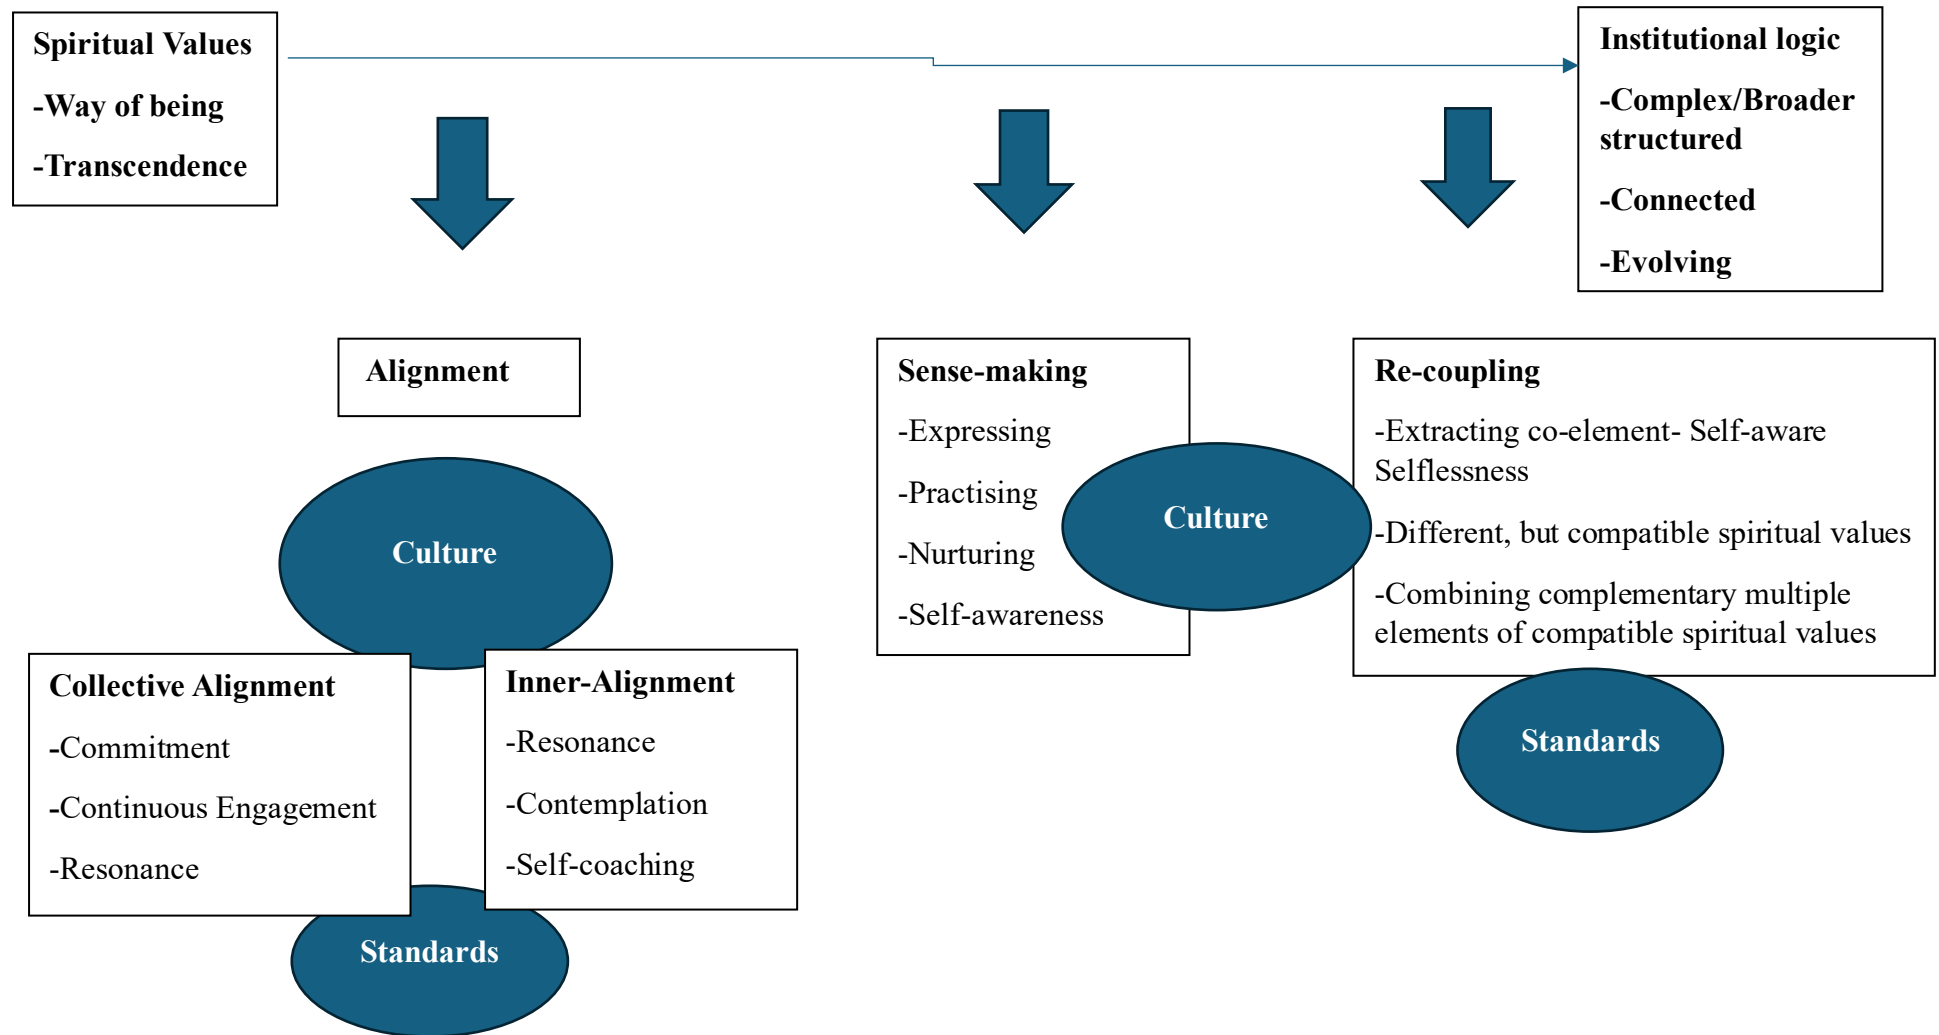 Spiritual Values
-Way of being
-Transcendence
Institutional logic
-Complex/Broader
structured
-Connected
-Evolving
Alignment
Culture
Collective Alignment
-Commitment
-Continuous Engagement
-Resonance
Inner-Alignment
-Resonance
-Contemplation
-Self-coaching
Standards
Sense-making
-Expressing
-Practising
-Nurturing
-Self-awareness
Culture
Re-coupling
-Extracting co-element- Self-aware
Selflessness
-Different, but compatible spiritual values
-Combining complementary multiple
elements of compatible spiritual values
Standards